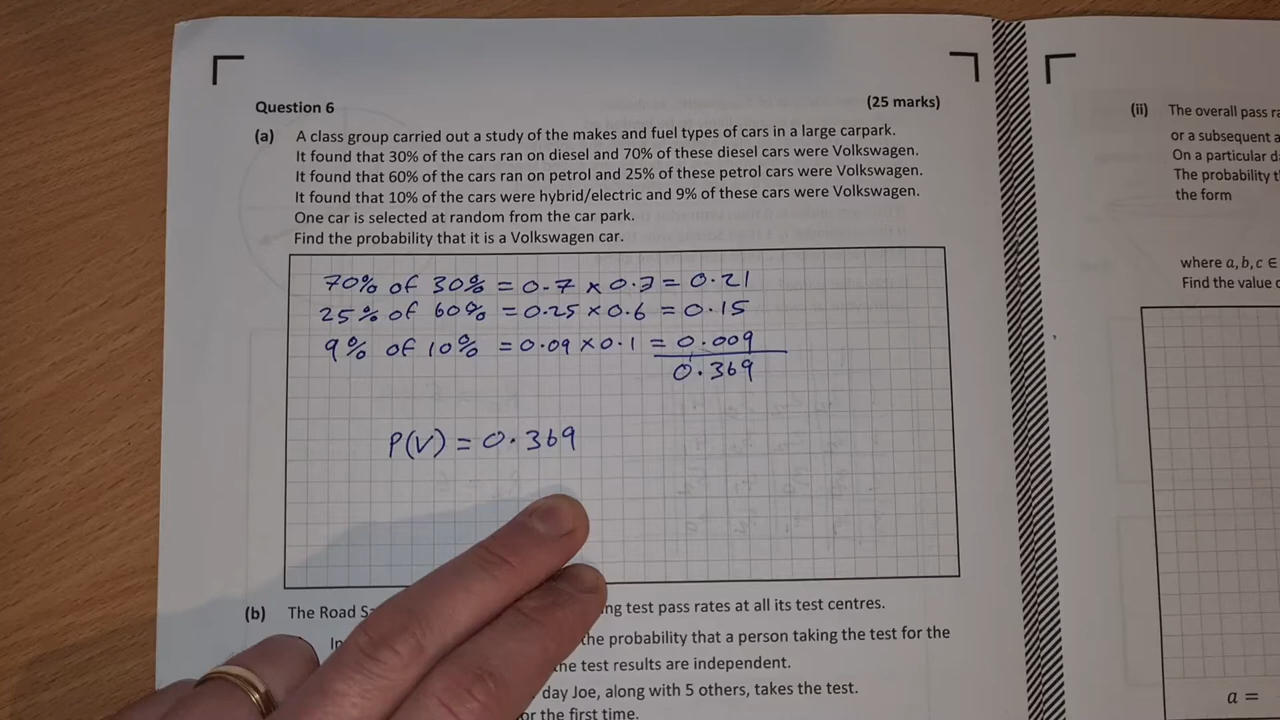 Question 6 (25 marks)
(a) A class group carried out a study of the makes and fuel types of cars in a large carpark.
It found that 30% of the cars ran on diesel and 70% of these diesel cars were Volkswagen.
It found that 60% of the cars ran on petrol and 25% of these petrol cars were Volkswagen.
It found that 10% of the cars were hybrid/electric and 9% of these cars were Volkswagen.
One car is selected at random from the car park.
Find the probability that it is a Volkswagen car.
70% of 30% = 0.7 × 0.3 = 0.21
25% of 60% = 0.25 × 0.6 = 0.15
9% of 10% = 0.09 × 0.1 = 0.009
0.369
P(V) = 0.369
(b) The Road ng test pass rates at all its test centres.
the probability that a person taking the test for the
the test results are independent.
day Joe, along with 5 others, takes the test.
or the first time.
(ii) The overall pass
or a subsequent
On a particular
The probability
the form
where a, b, c ∈
Find the value
a =